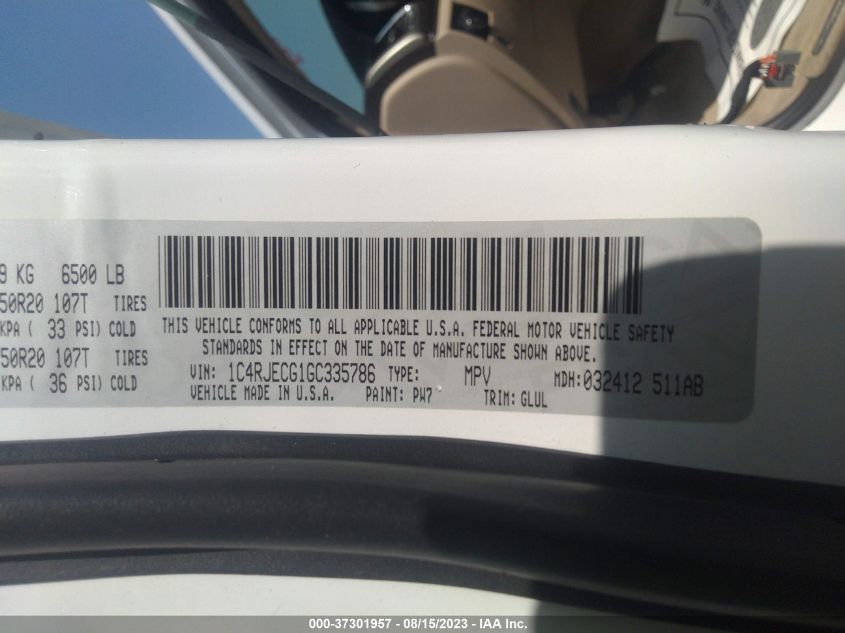 9 KG 6500 LB
50R20 107T TIRES
KPA ( 33 PSI) COLD
50R20 107T TIRES
KPA ( 36 PSI) COLD
THIS VEHICLE CONFORMS TO ALL APPLICABLE U.S.A. FEDERAL MOTOR VEHICLE SAFETY
STANDARDS IN EFFECT ON THE DATE OF MANUFACTURE SHOWN ABOVE.
VIN: 1C4RJECG1GC335786 TYPE: MPV MDH:032412 511AB
VEHICLE MADE IN U.S.A. PAINT: PW7 TRIM: GLUL
000-37301957 - 08/15/2023 - IAA Inc.